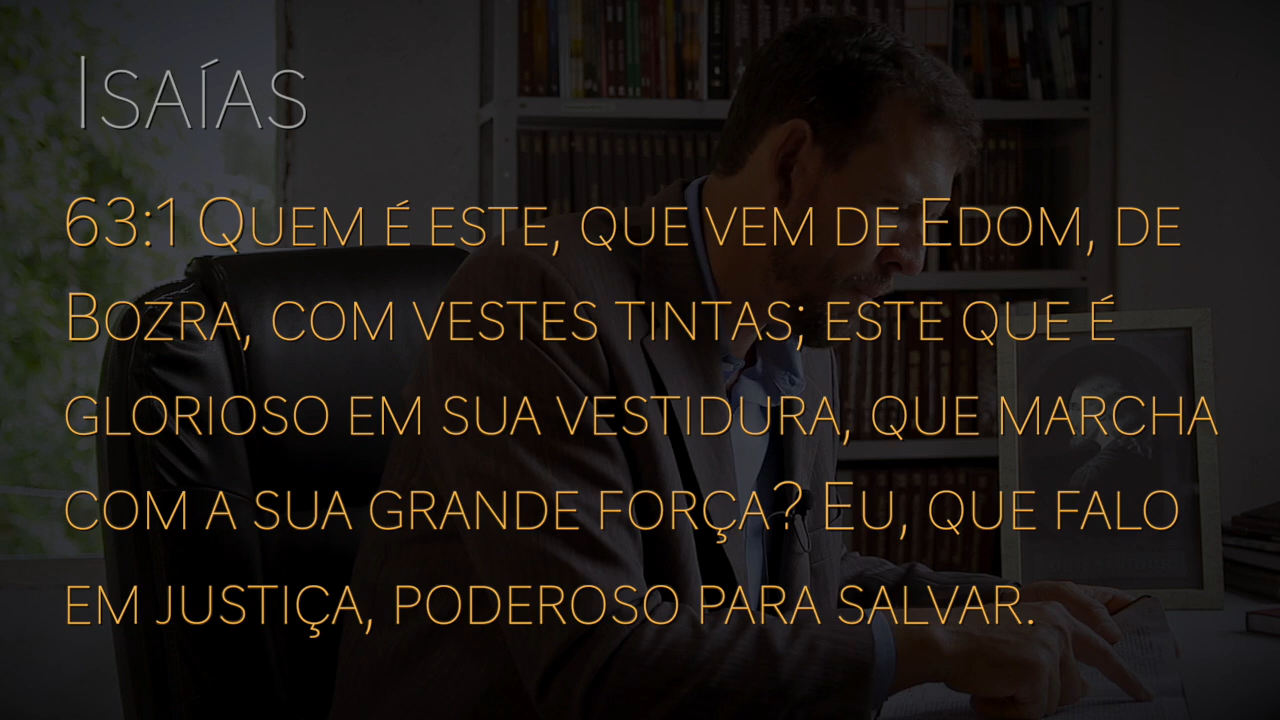 Isaías
63:1 Quem é este, que vem de Edom, de
Bozra, com vestes tintas; este que é
glorioso em sua vestidura, que marcha
com a sua grande força? Eu, que falo
em justiça, poderoso para salvar.